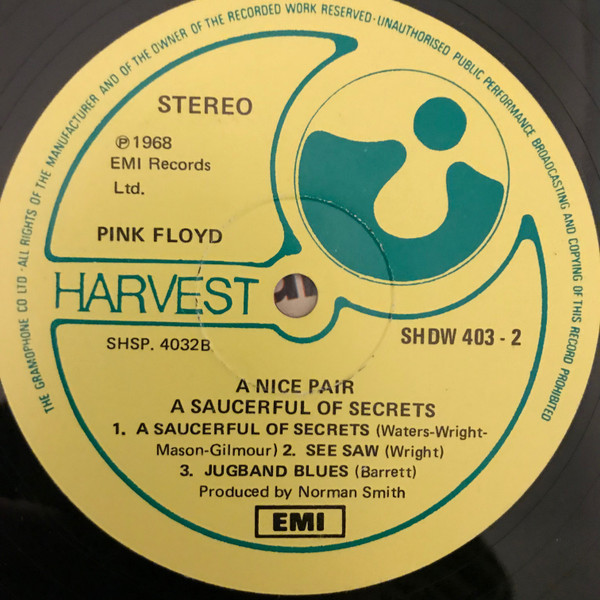 THE GRAMOPHONE CO LTD · ALL RIGHTS OF THE MANUFACTURER AND OF THE OWNER OF THE RECORDED WORK RESERVED · UNAUTHORISED PUBLIC PERFORMANCE BROADCASTING AND COPYING OF THIS RECORD PROHIBITED
STEREO
℗ 1968
EMI Records
Ltd.
PINK FLOYD
HARVEST
SHSP. 4032B
SHDW 403 - 2
A NICE PAIR
A SAUCERFUL OF SECRETS
1. A SAUCERFUL OF SECRETS (Waters-Wright-
Mason-Gilmour) 2. SEE SAW (Wright)
3. JUGBAND BLUES (Barrett)
Produced by Norman Smith
EMI